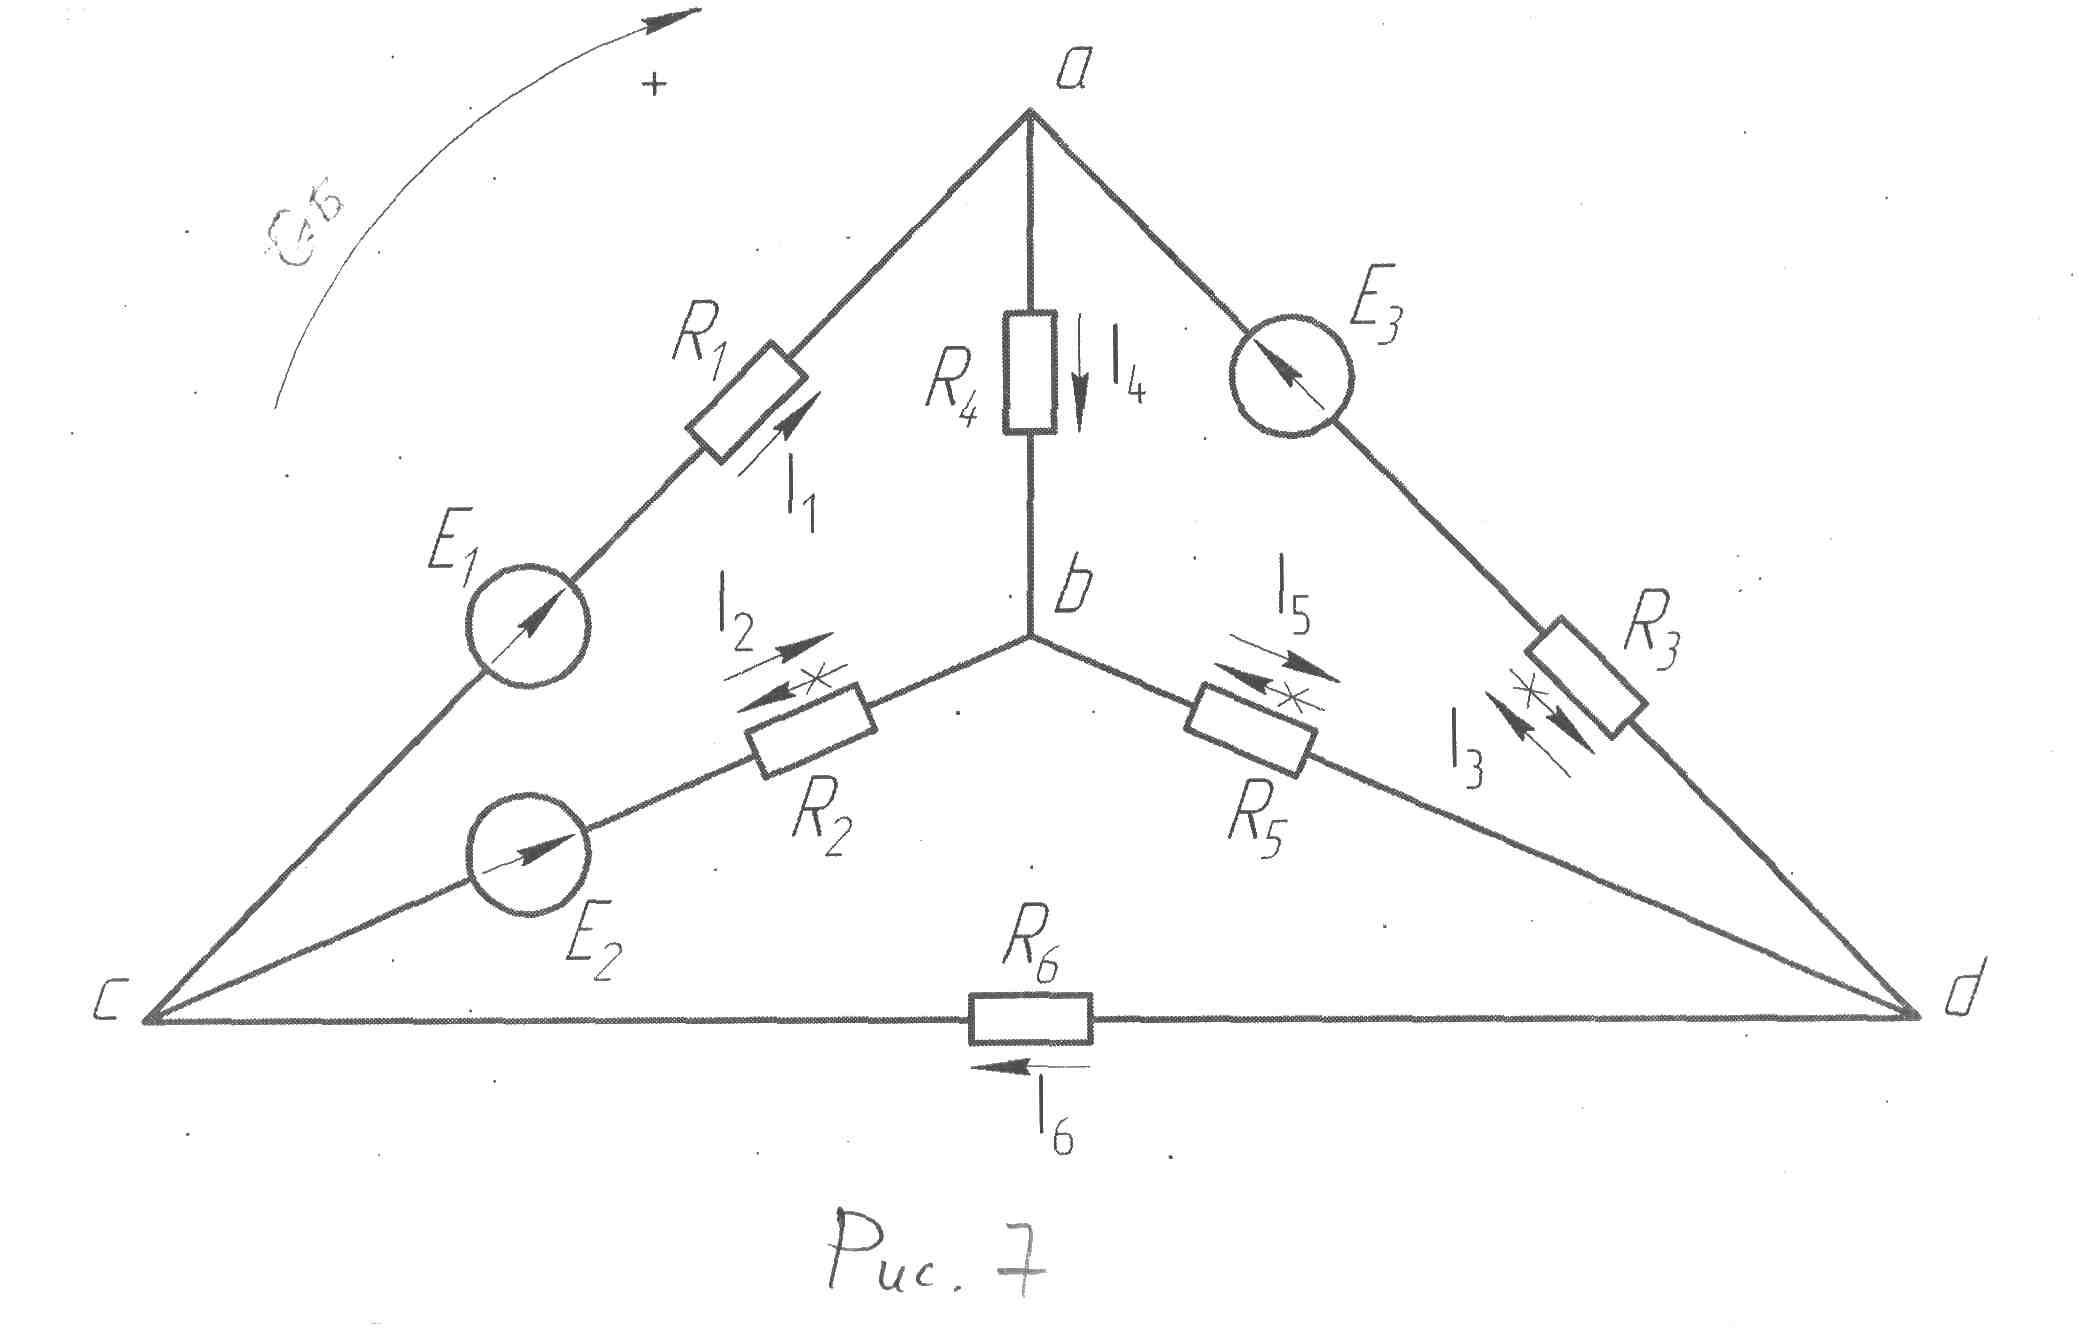 a
+
E₃
R₁
R₄
I₄
I₁
E₁
b
I₅
I₂
R₃
I₃
R₂
R₅
E₂
R₆
c
d
I₆
Рис. 7